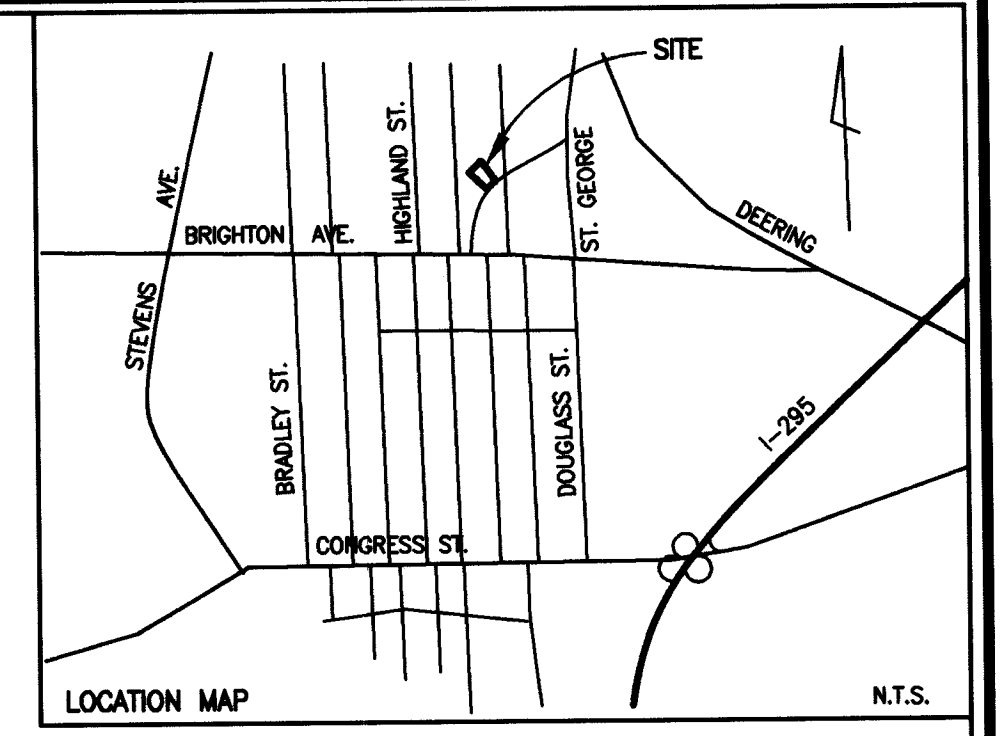 SITE
HIGHLAND ST.
ST. GEORGE
AVE.
DEERING
BRIGHTON AVE.
STEVENS
BRADLEY ST.
DOUGLASS ST.
I-295
CONGRESS ST.
LOCATION MAP
N.T.S.